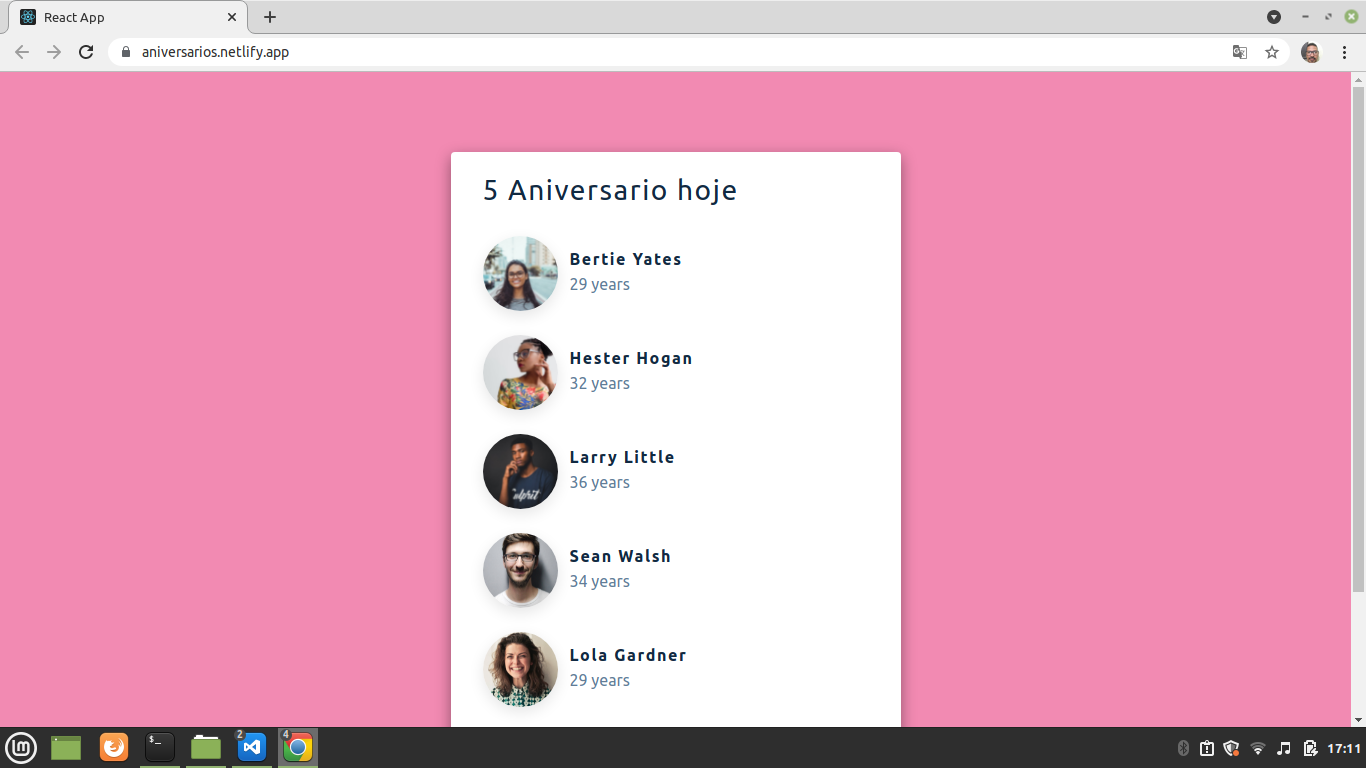 React App
aniversarios.netlify.app
5 Aniversario hoje
Bertie Yates
29 years
Hester Hogan
32 years
Larry Little
36 years
Sean Walsh
34 years
Lola Gardner
29 years
$_
2
4
17:11